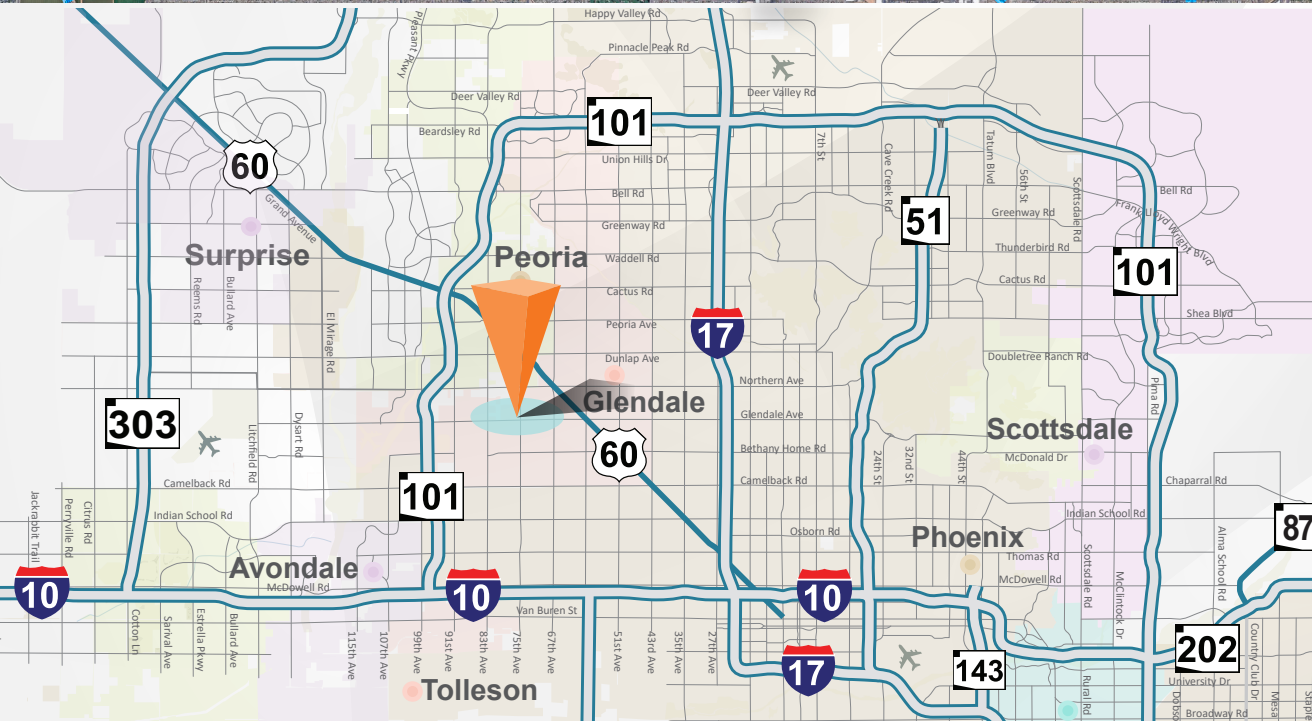 Happy Valley Rd
Pleasant Pkwy
Pinnacle Peak Rd
Deer Valley Rd
Deer Valley Rd
101
Beardsley Rd
7th St
Cave Creek Rd
Tatum Blvd
60
Union Hills Dr
56th St
Scottsdale Rd
Bell Rd
Bell Rd
Grand Avenue
51
Greenway Rd
Frank Lloyd Wright Blvd
Greenway Rd
Surprise
Peoria
Waddell Rd
Thunderbird Rd
101
Reems Rd
Bullard Ave
Cactus Rd
Cactus Rd
El Mirage Rd
Peoria Ave
17
Shea Blvd
Dunlap Ave
Doubletree Ranch Rd
Northern Ave
Pima Rd
Glendale
303
Glendale Ave
Dysart Rd
Litchfield Rd
Scottsdale
60
Bethany Home Rd
24th St
32nd St
44th St
McDonald Dr
Camelback Rd
101
Camelback Rd
Chaparral Rd
Jackrabbit Trail
Perryville Rd
Citrus Rd
Indian School Rd
Indian School Rd
Osborn Rd
Phoenix
87
Alma School Rd
Avondale
Thomas Rd
McDowell Rd
McDowell Rd
Scottsdale Rd
McClintock Dr
10
10
10
Van Buren St
Cotton Ln
Sarival Ave
Estrella Pkwy
Bullard Ave
115th Ave
107th Ave
99th Ave
91st Ave
83rd Ave
75th Ave
67th Ave
51st Ave
43rd Ave
35th Ave
27th Ave
17
143
202
Country Club Dr
Tolleson
University Dr
Rural Rd
Broadway Rd